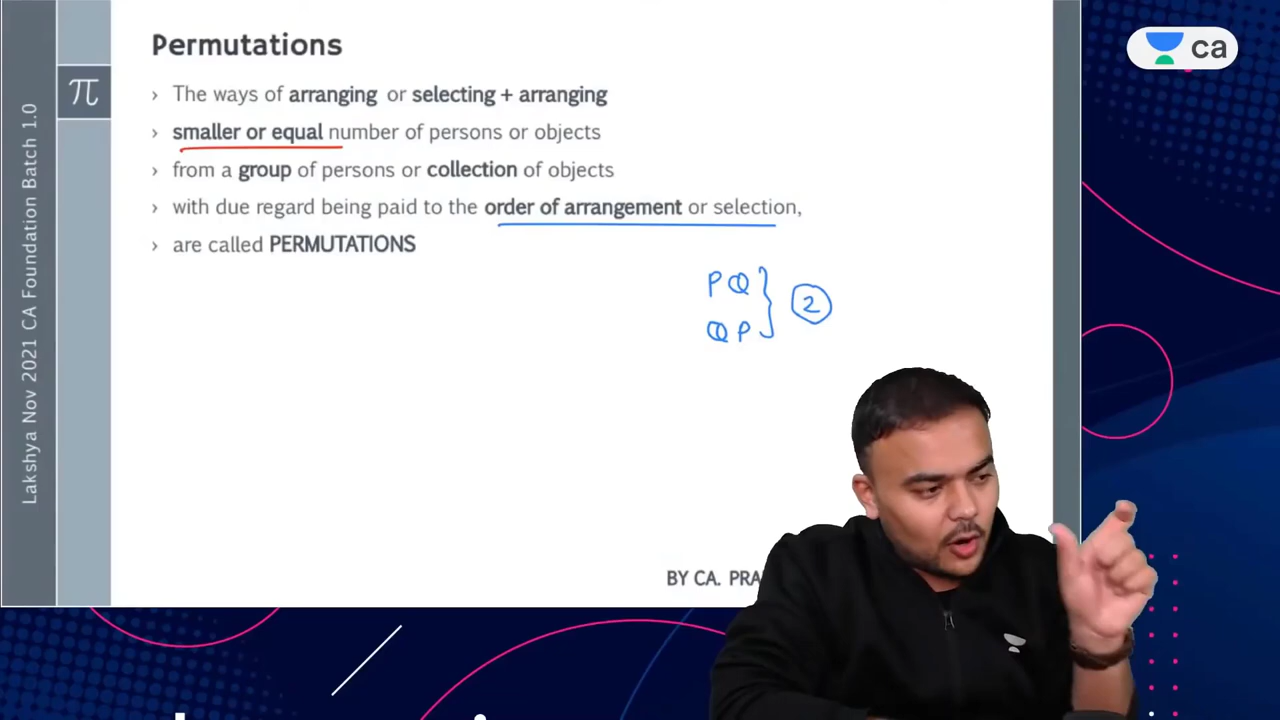 Permutations
› The ways of arranging or selecting + arranging
› smaller or equal number of persons or objects
› from a group of persons or collection of objects
› with due regard being paid to the order of arrangement or selection,
› are called PERMUTATIONS
PQ
QP
2
BY CA.
π
Lakshya Nov 2021 CA Foundation Batch 1.0
ca